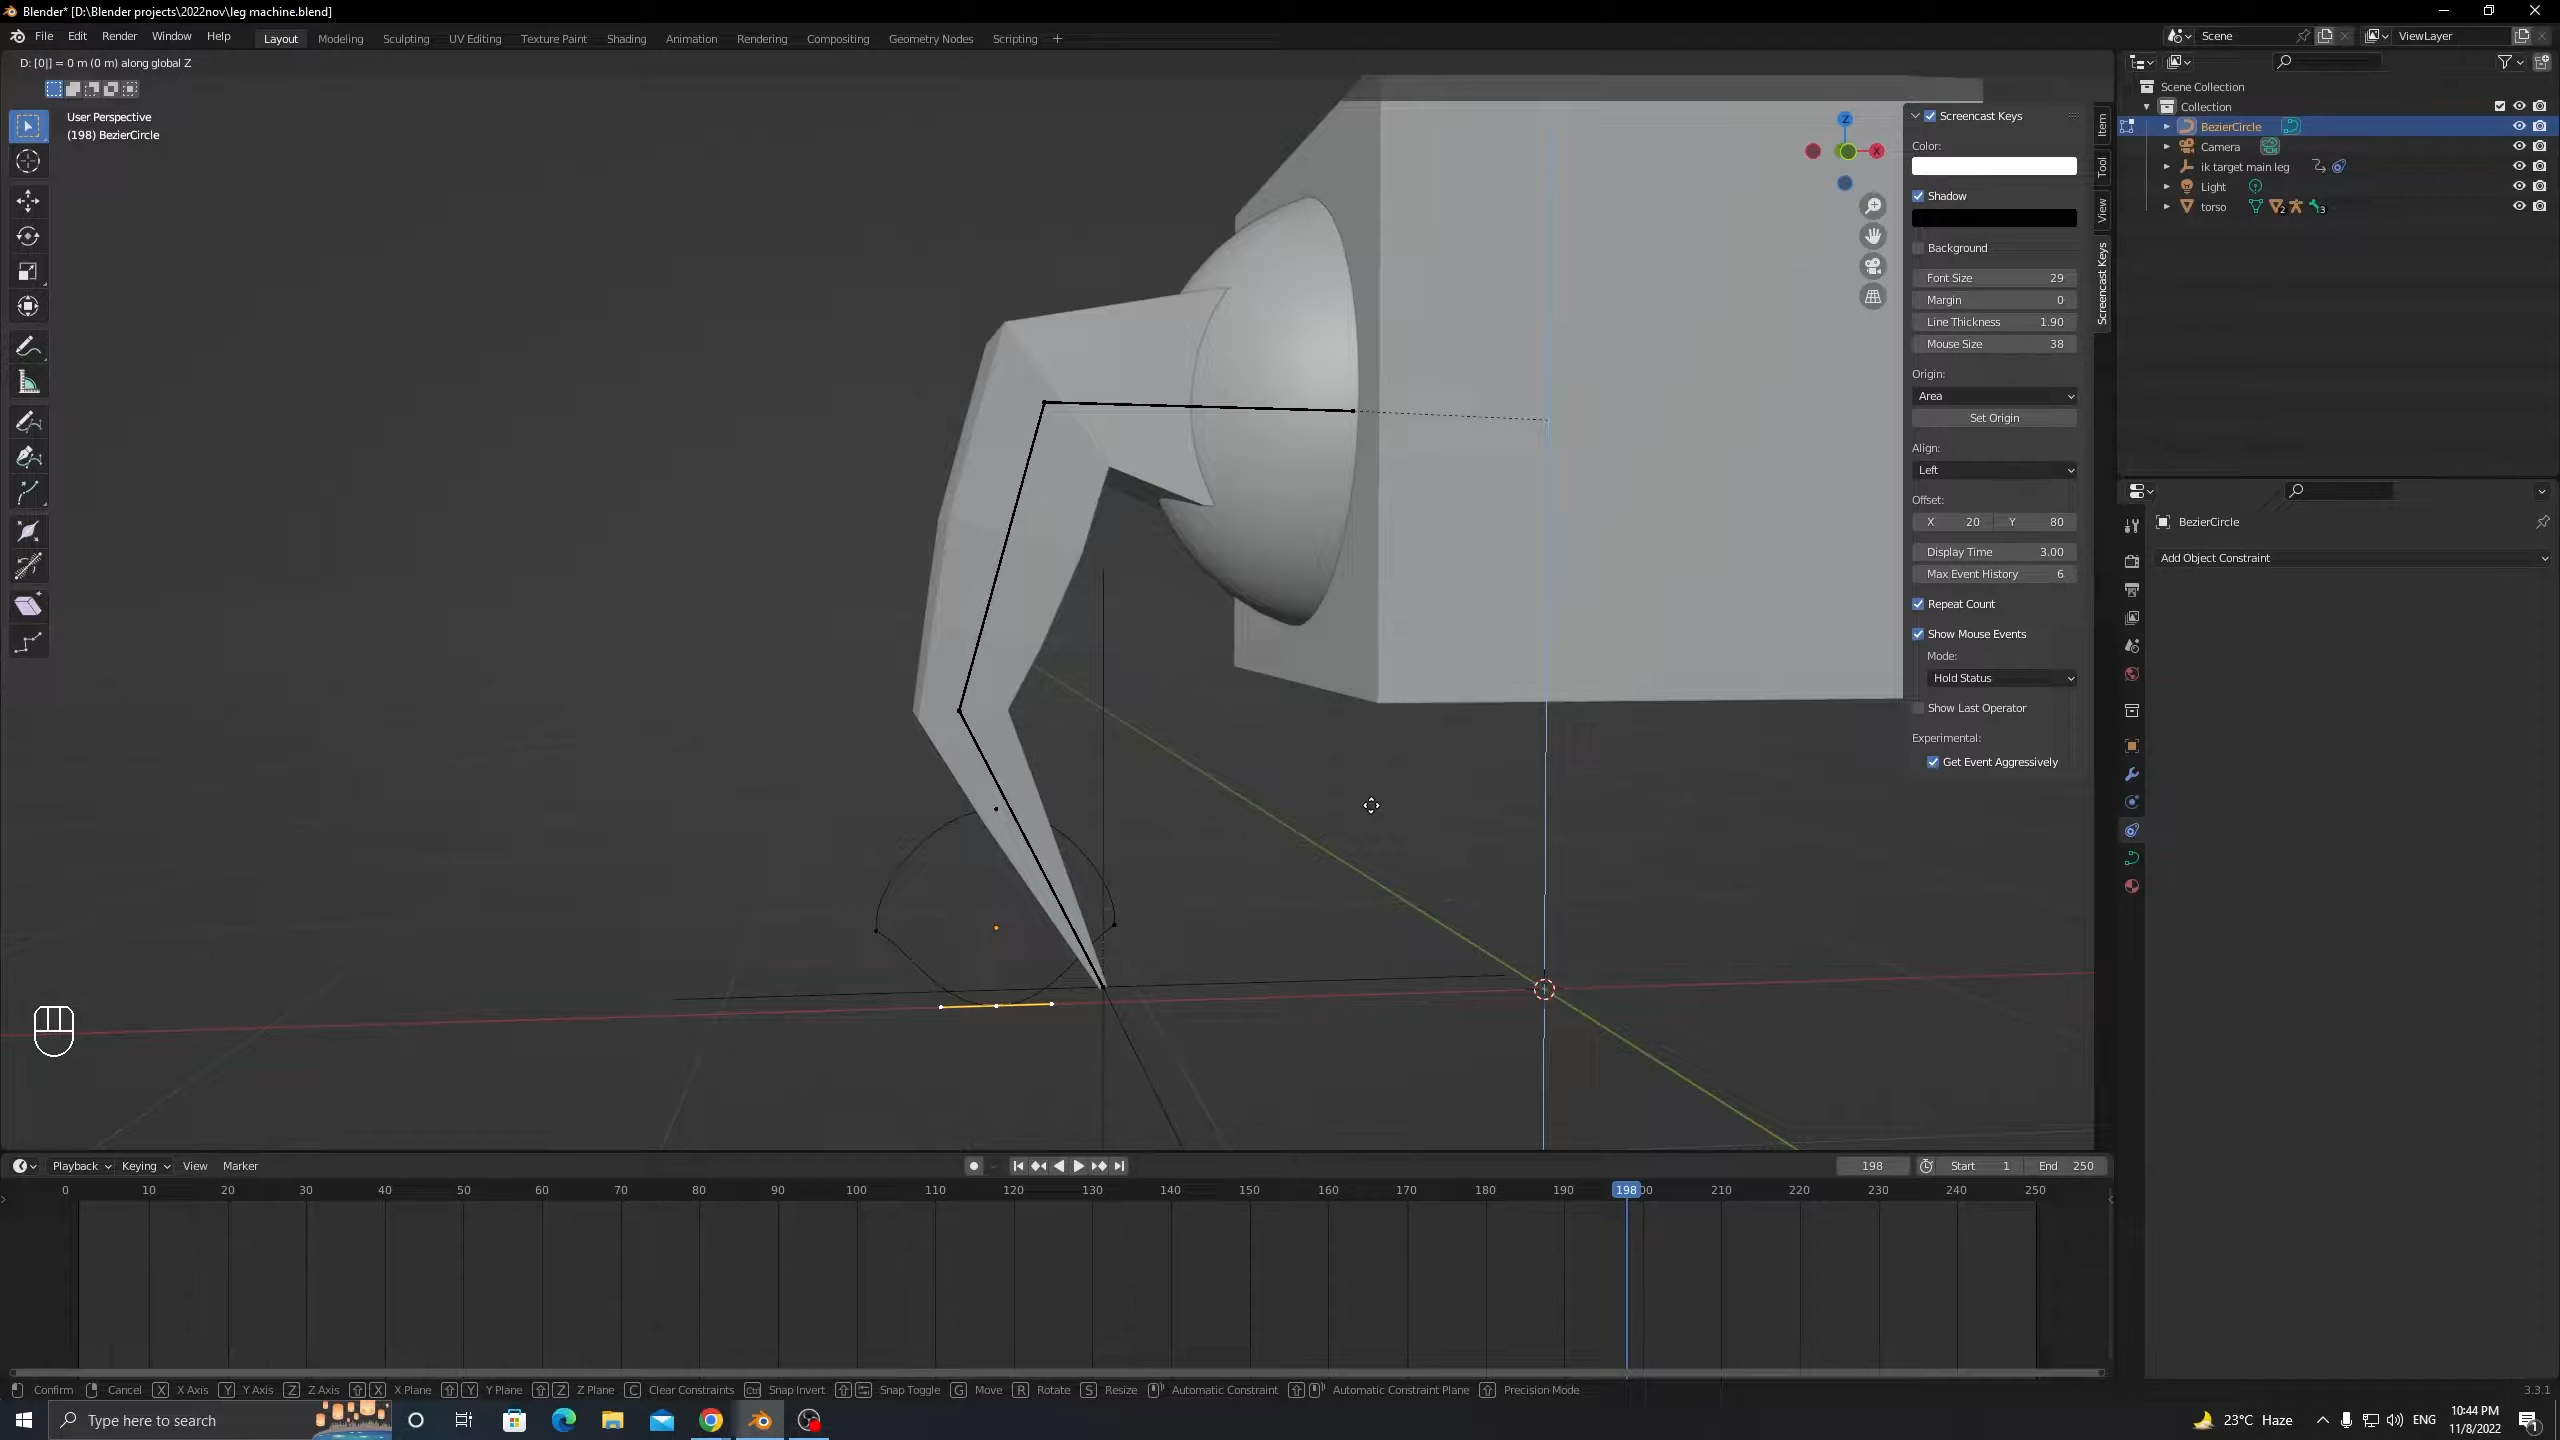 Blender* [D:\Blender projects\2022nov\leg machine.blend]
File Edit Render Window Help Layout Modeling Sculpting UV Editing Texture Paint Shading Animation Rendering Compositing Geometry Nodes Scripting + Scene ViewLayer
D: [0|] = 0 m (0 m) along global Z
User Perspective
(198) BezierCircle
Z
X
Screencast Keys
Color:
Shadow
Background
Font Size 29
Margin 0
Line Thickness 1.90
Mouse Size 38
Origin:
Area
Set Origin
Align:
Left
Offset:
X 20 Y 80
Display Time 3.00
Max Event History 6
Repeat Count
Show Mouse Events
Mode:
Hold Status
Show Last Operator
Experimental:
Get Event Aggressively
Item
Tool
View
Screencast Keys
Scene Collection
Collection
BezierCircle
Camera
ik target main leg
Light
torso 2 3
BezierCircle
Add Object Constraint
Playback Keying View Marker 198 Start 1 End 250
0 10 20 30 40 50 60 70 80 90 100 110 120 130 140 150 160 170 180 190 198 00 210 220 230 240 250
Confirm Cancel X X Axis Y Y Axis Z Z Axis X X Plane Y Y Plane Z Z Plane C Clear Constraints Ctrl Snap Invert Snap Toggle G Move R Rotate S Resize Automatic Constraint Automatic Constraint Plane Precision Mode 3.3.1
Type here to search 23°C Haze ENG 10:44 PM
11/8/2022 1